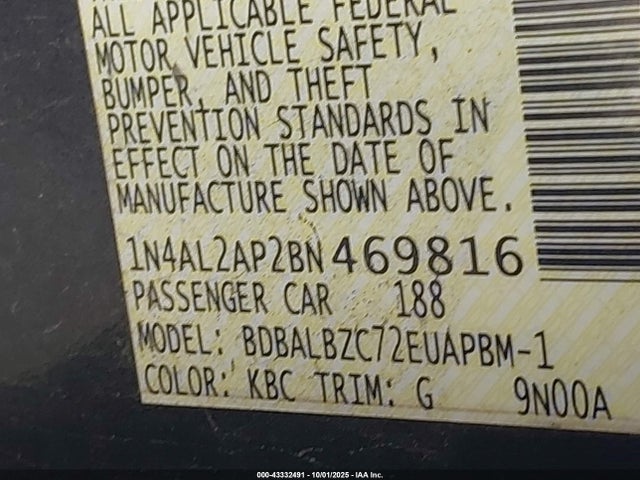 ALL APPLICABLE FEDERAL
MOTOR VEHICLE SAFETY,
BUMPER, AND THEFT
PREVENTION STANDARDS IN
EFFECT ON THE DATE OF
MANUFACTURE SHOWN ABOVE.
1N4AL2AP2BN469816
PASSENGER CAR 188
MODEL: BDBALBZC72EUAPBM-1
COLOR: KBC TRIM: G 9N00A
000-43332491 - 10/01/2025 - IAA Inc.